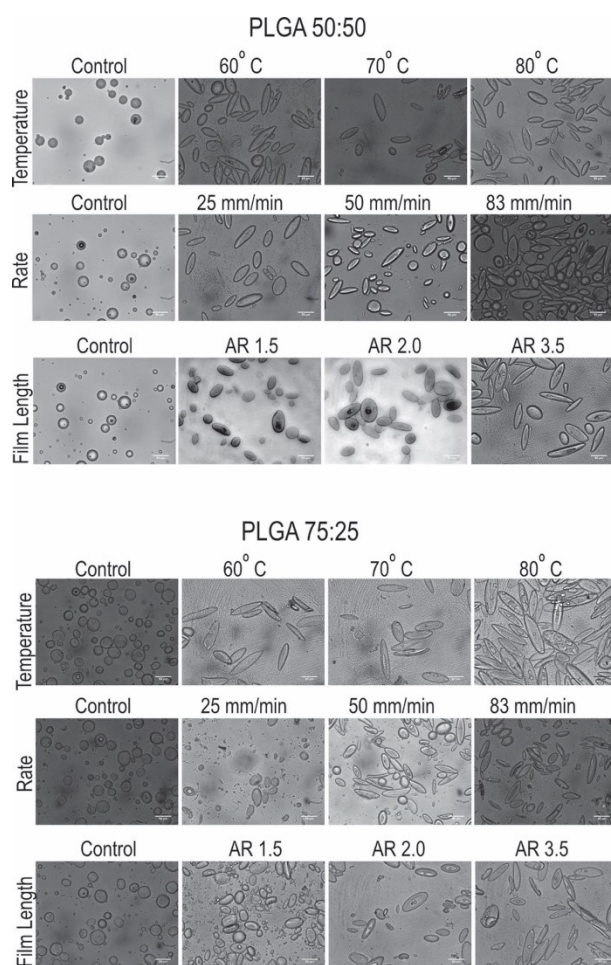 PLGA 50:50
Control 60° C 70° C 80° C
Temperature
Control 25 mm/min 50 mm/min 83 mm/min
Rate
Control AR 1.5 AR 2.0 AR 3.5
Film Length
PLGA 75:25
Control 60° C 70° C 80° C
Temperature
Control 25 mm/min 50 mm/min 83 mm/min
Rate
Control AR 1.5 AR 2.0 AR 3.5
Film Length